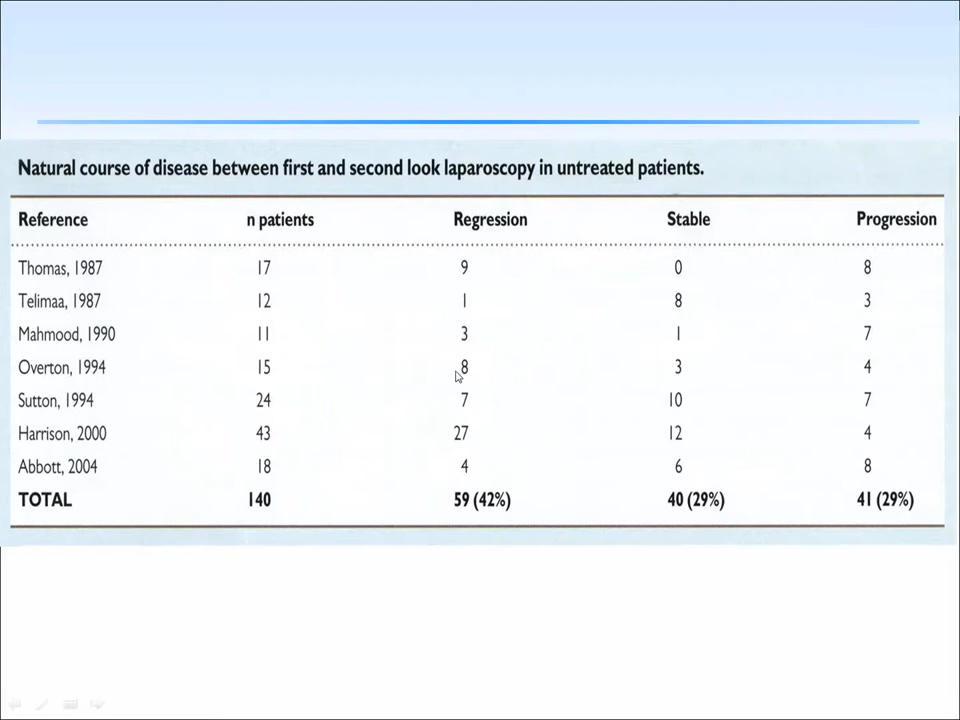 Natural course of disease between first and second look laparoscopy in untreated patients.
Reference n patients Regression Stable Progression
Thomas, 1987 17 9 0 8
Telimaa, 1987 12 1 8 3
Mahmood, 1990 11 3 1 7
Overton, 1994 15 8 3 4
Sutton, 1994 24 7 10 7
Harrison, 2000 43 27 12 4
Abbott, 2004 18 4 6 8
TOTAL 140 59 (42%) 40 (29%) 41 (29%)